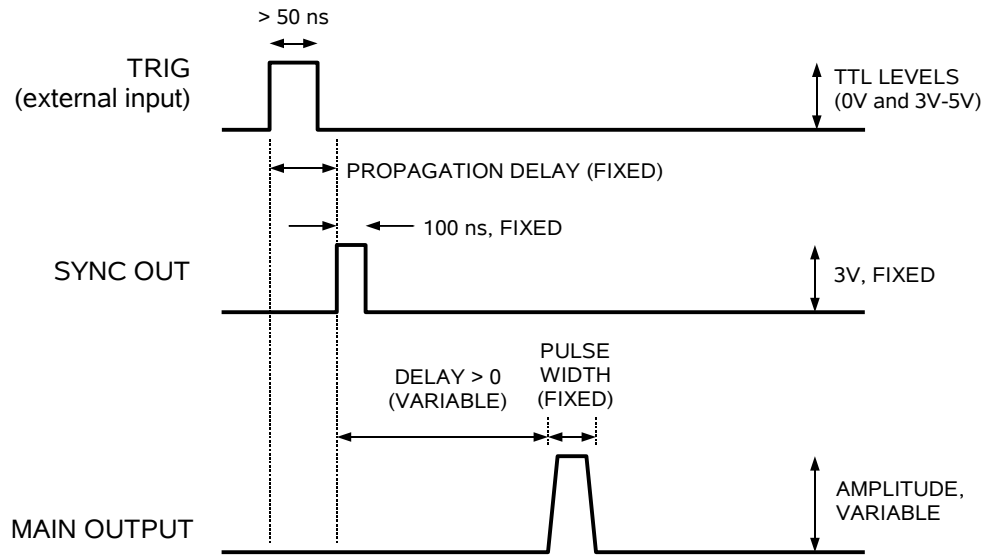 > 50 ns
TRIG
(external input)
TTL LEVELS
(0V and 3V-5V)
PROPAGATION DELAY (FIXED)
100 ns, FIXED
SYNC OUT
3V, FIXED
DELAY > 0
(VARIABLE)
PULSE
WIDTH
(FIXED)
MAIN OUTPUT
AMPLITUDE,
VARIABLE